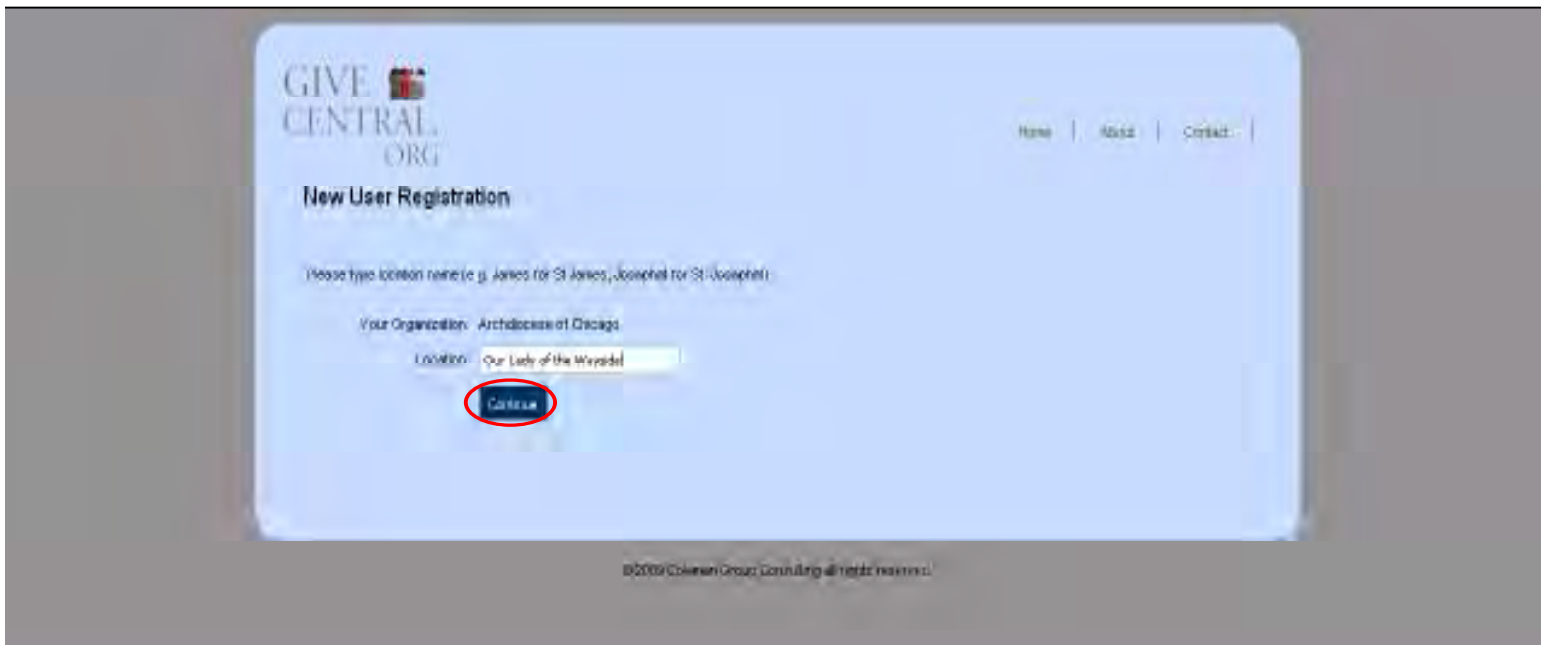 GIVE
CENTRAL
ORG
Home | About | Contact |
New User Registration
Please type location name (e.g. James for St James, Josaphat for St. Josaphat)
Your Organization: Archdiocese of Chicago
Location: Our Lady of the Wayside
Continue
©2009 Coleman Group Consulting all rights reserved.